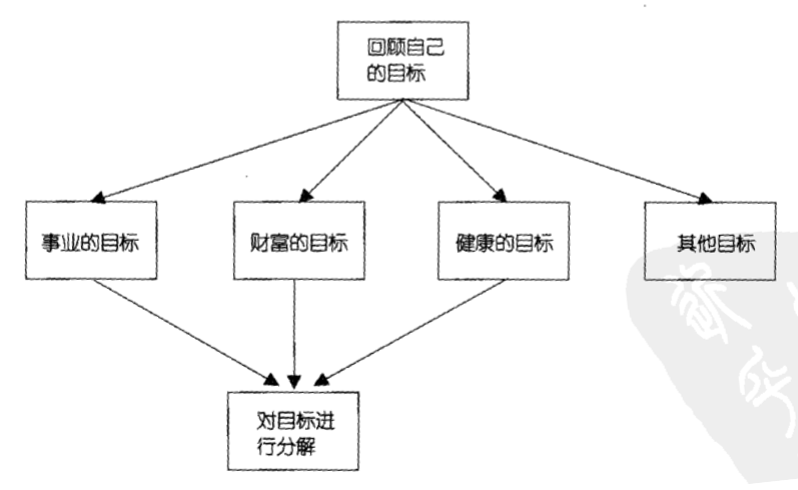 回顾自己
的目标
事业的目标
财富的目标
健康的目标
其他目标
对目标进
行分解